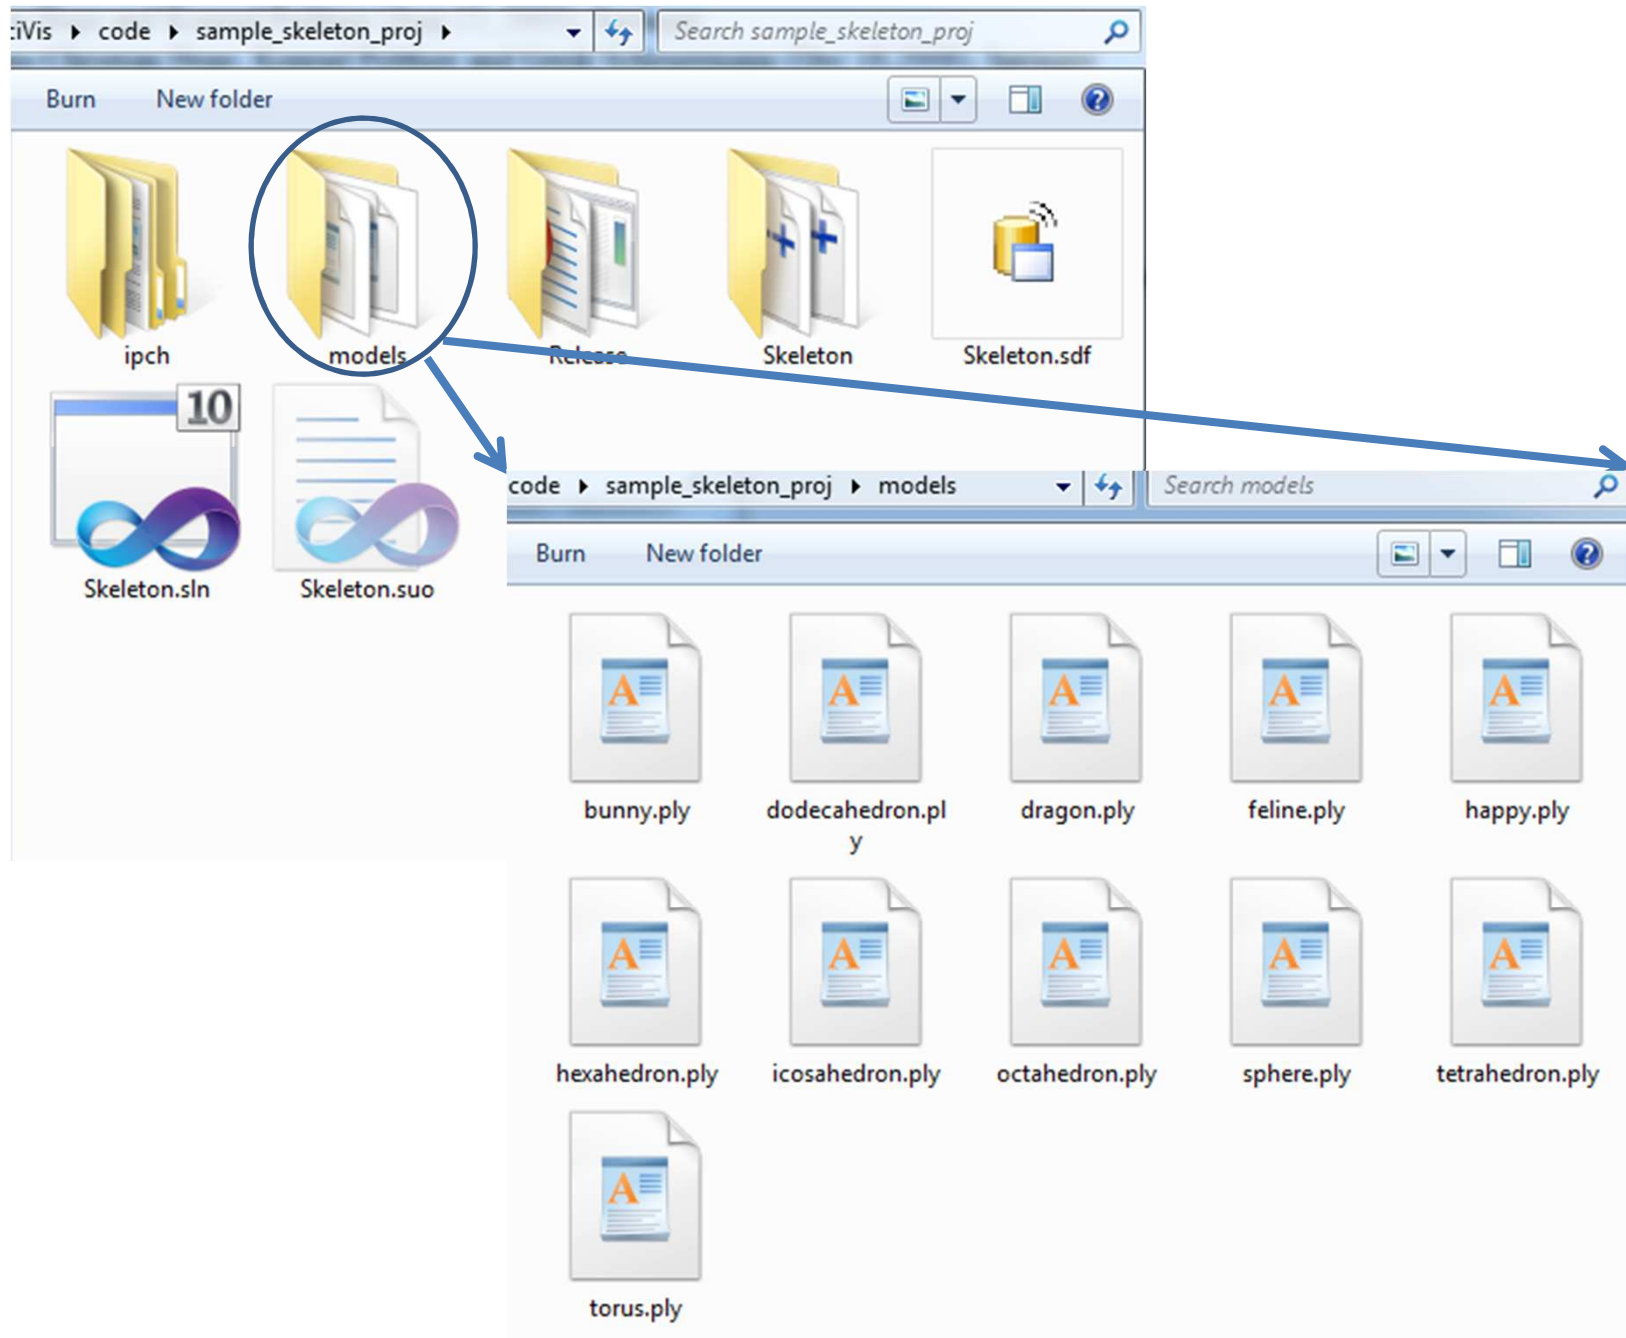 iVis ▸ code ▸ sample_skeleton_proj ▸ Search sample_skeleton_proj
Burn New folder
ipch models Release Skeleton Skeleton.sdf
10
Skeleton.sln Skeleton.suo
code ▸ sample_skeleton_proj ▸ models Search models
Burn New folder
bunny.ply dodecahedron.pl dragon.ply feline.ply happy.ply
y
hexahedron.ply icosahedron.ply octahedron.ply sphere.ply tetrahedron.ply
torus.ply